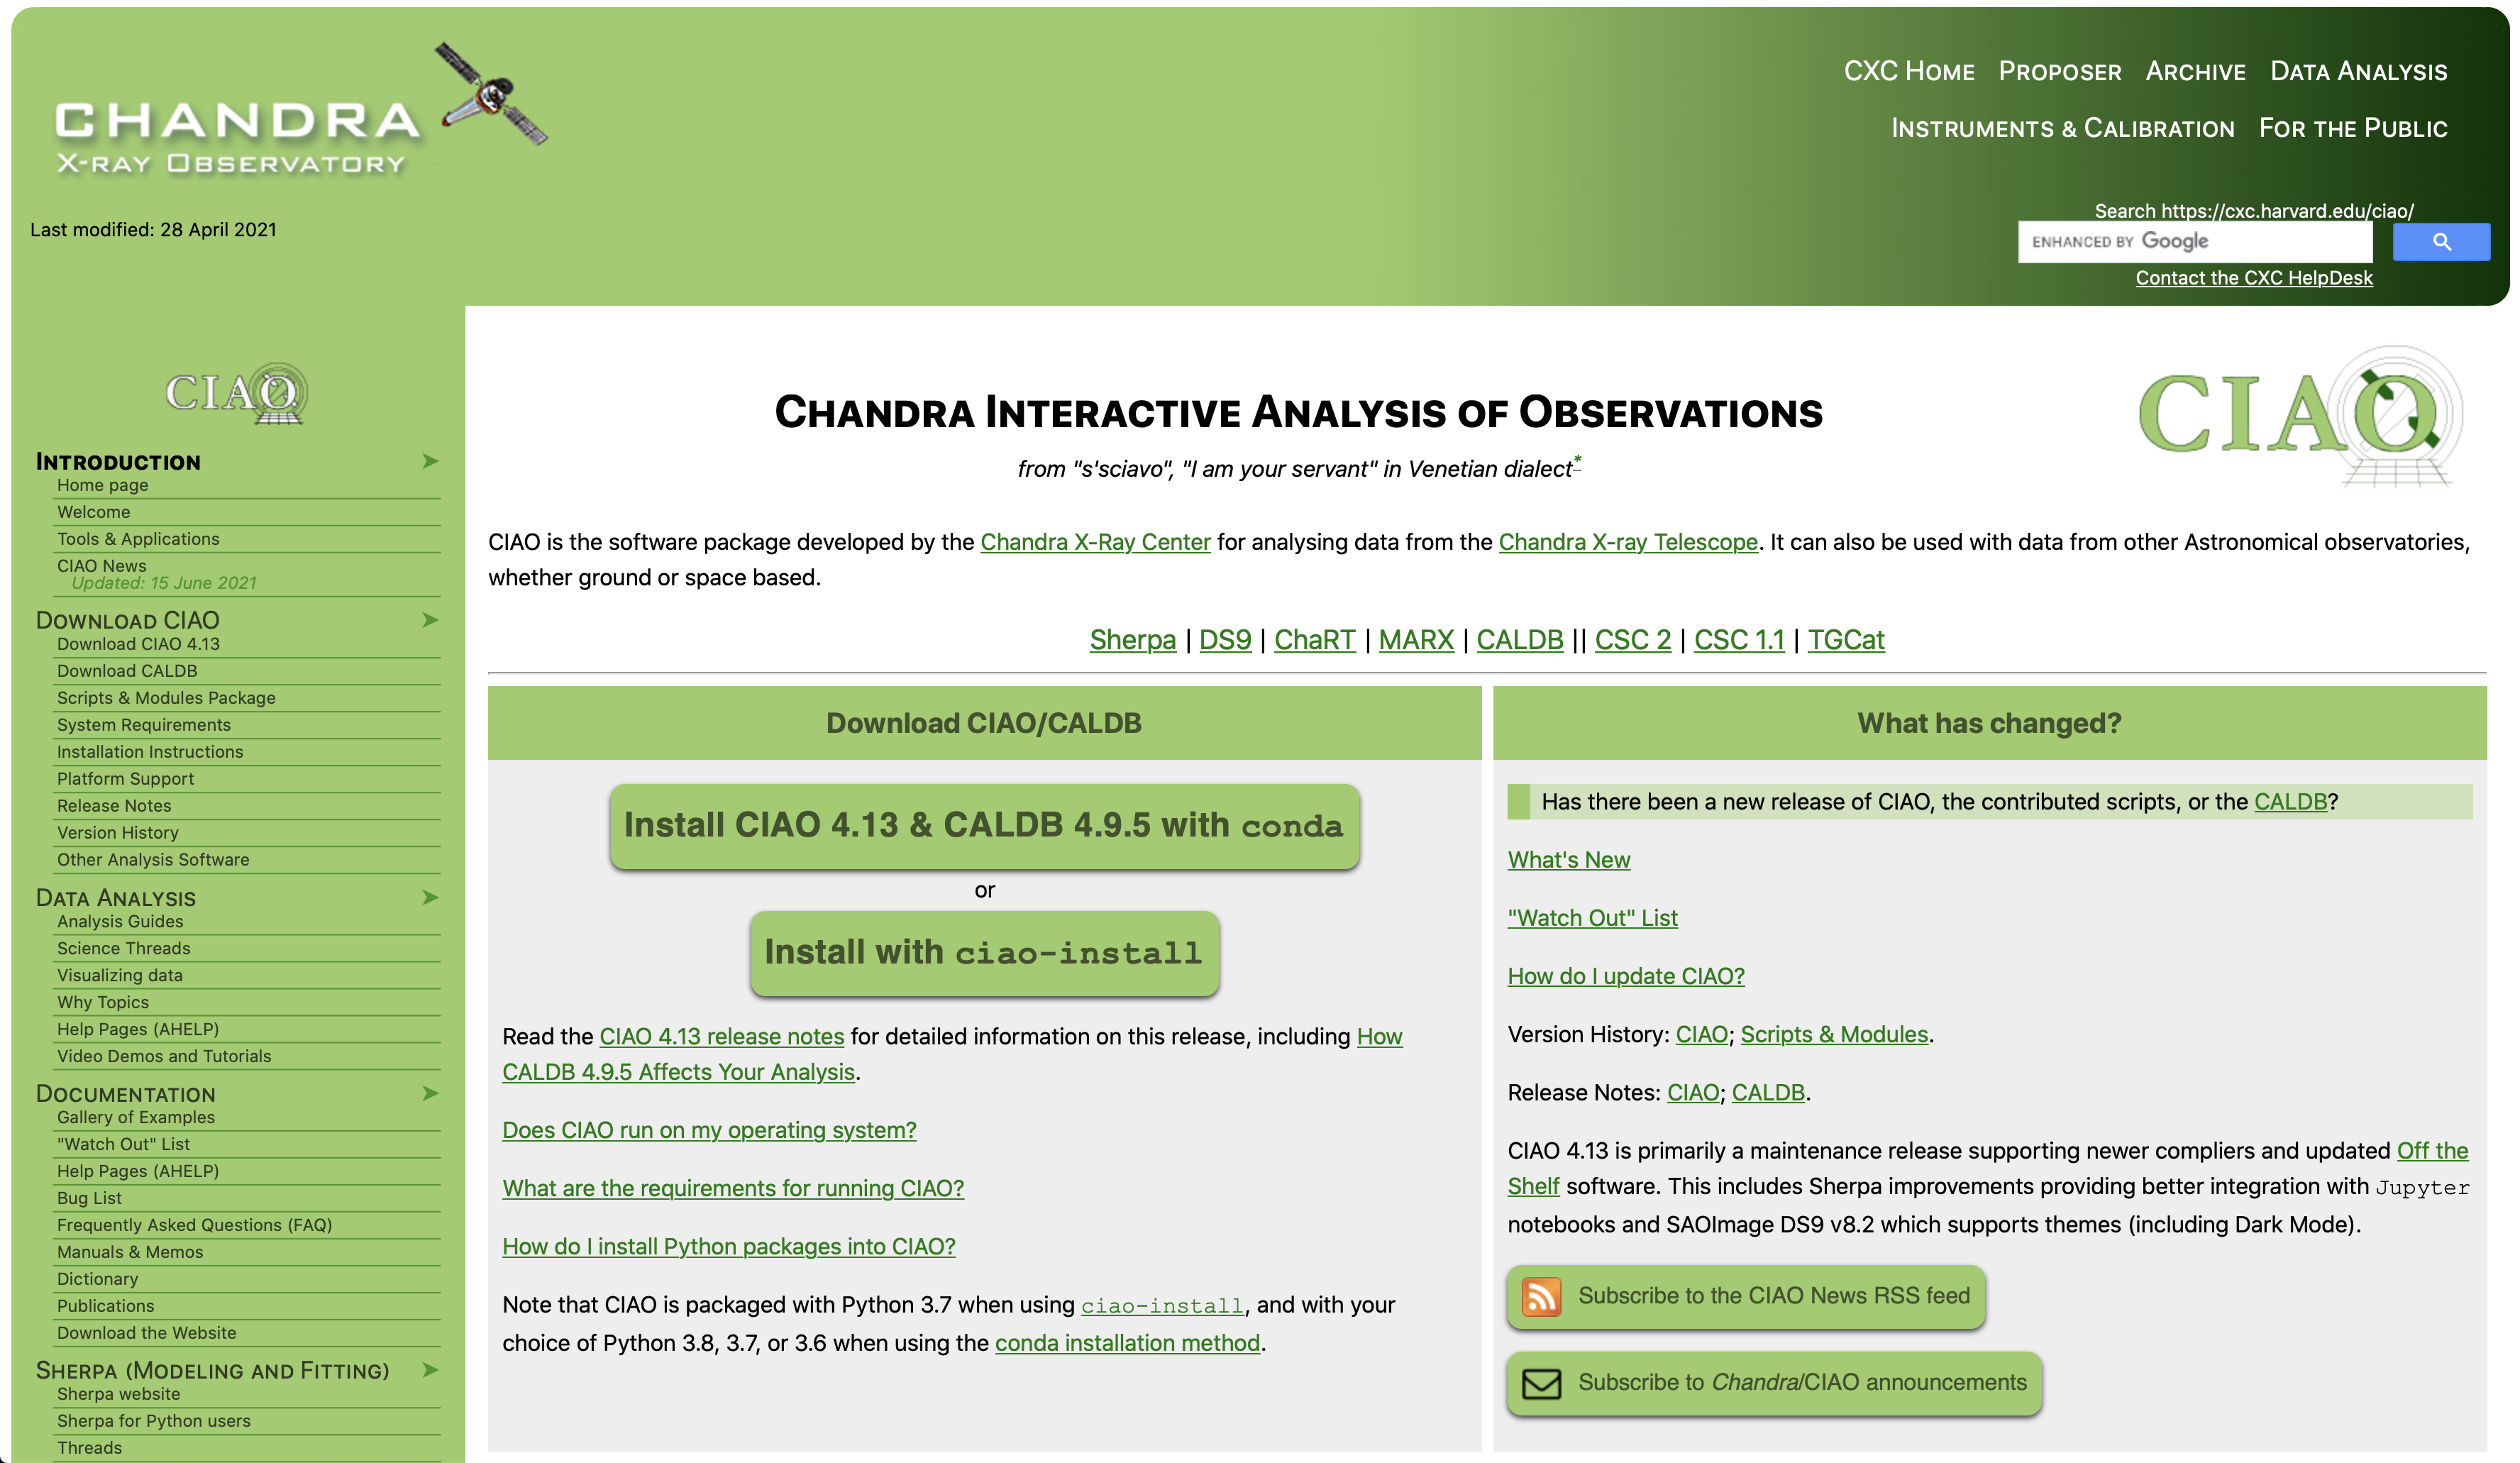 CHANDRA
X-RAY OBSERVATORY
CXC Home Proposer Archive Data Analysis
Instruments & Calibration For the Public
Last modified: 28 April 2021
Search https://cxc.harvard.edu/ciao/
ENHANCED BY Google
Contact the CXC HelpDesk
CIAO
Introduction
Home page
Welcome
Tools & Applications
CIAO News
Updated: 15 June 2021
Download CIAO
Download CIAO 4.13
Download CALDB
Scripts & Modules Package
System Requirements
Installation Instructions
Platform Support
Release Notes
Version History
Other Analysis Software
Data Analysis
Analysis Guides
Science Threads
Visualizing data
Why Topics
Help Pages (AHELP)
Video Demos and Tutorials
Documentation
Gallery of Examples
"Watch Out" List
Help Pages (AHELP)
Bug List
Frequently Asked Questions (FAQ)
Manuals & Memos
Dictionary
Publications
Download the Website
Sherpa (Modeling and Fitting)
Sherpa website
Sherpa for Python users
Threads
Chandra Interactive Analysis of Observations
CIAO
from "s'sciavo", "I am your servant" in Venetian dialect*
CIAO is the software package developed by the Chandra X-Ray Center for analysing data from the Chandra X-ray Telescope. It can also be used with data from other Astronomical observatories,
whether ground or space based.
Sherpa | DS9 | ChaRT | MARX | CALDB || CSC 2 | CSC 1.1 | TGCat
Download CIAO/CALDB
Install CIAO 4.13 & CALDB 4.9.5 with conda
or
Install with ciao-install
Read the CIAO 4.13 release notes for detailed information on this release, including How
CALDB 4.9.5 Affects Your Analysis.
Does CIAO run on my operating system?
What are the requirements for running CIAO?
How do I install Python packages into CIAO?
Note that CIAO is packaged with Python 3.7 when using ciao-install, and with your
choice of Python 3.8, 3.7, or 3.6 when using the conda installation method.
What has changed?
Has there been a new release of CIAO, the contributed scripts, or the CALDB?
What's New
"Watch Out" List
How do I update CIAO?
Version History: CIAO; Scripts & Modules.
Release Notes: CIAO; CALDB.
CIAO 4.13 is primarily a maintenance release supporting newer compliers and updated Off the
Shelf software. This includes Sherpa improvements providing better integration with Jupyter
notebooks and SAOImage DS9 v8.2 which supports themes (including Dark Mode).
Subscribe to the CIAO News RSS feed
Subscribe to Chandra/CIAO announcements